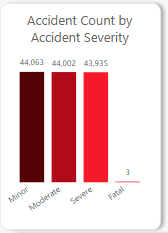 Accident Count by
Accident Severity
44,063 44,002 43,935
3
Minor
Moderate
Severe
Fatal